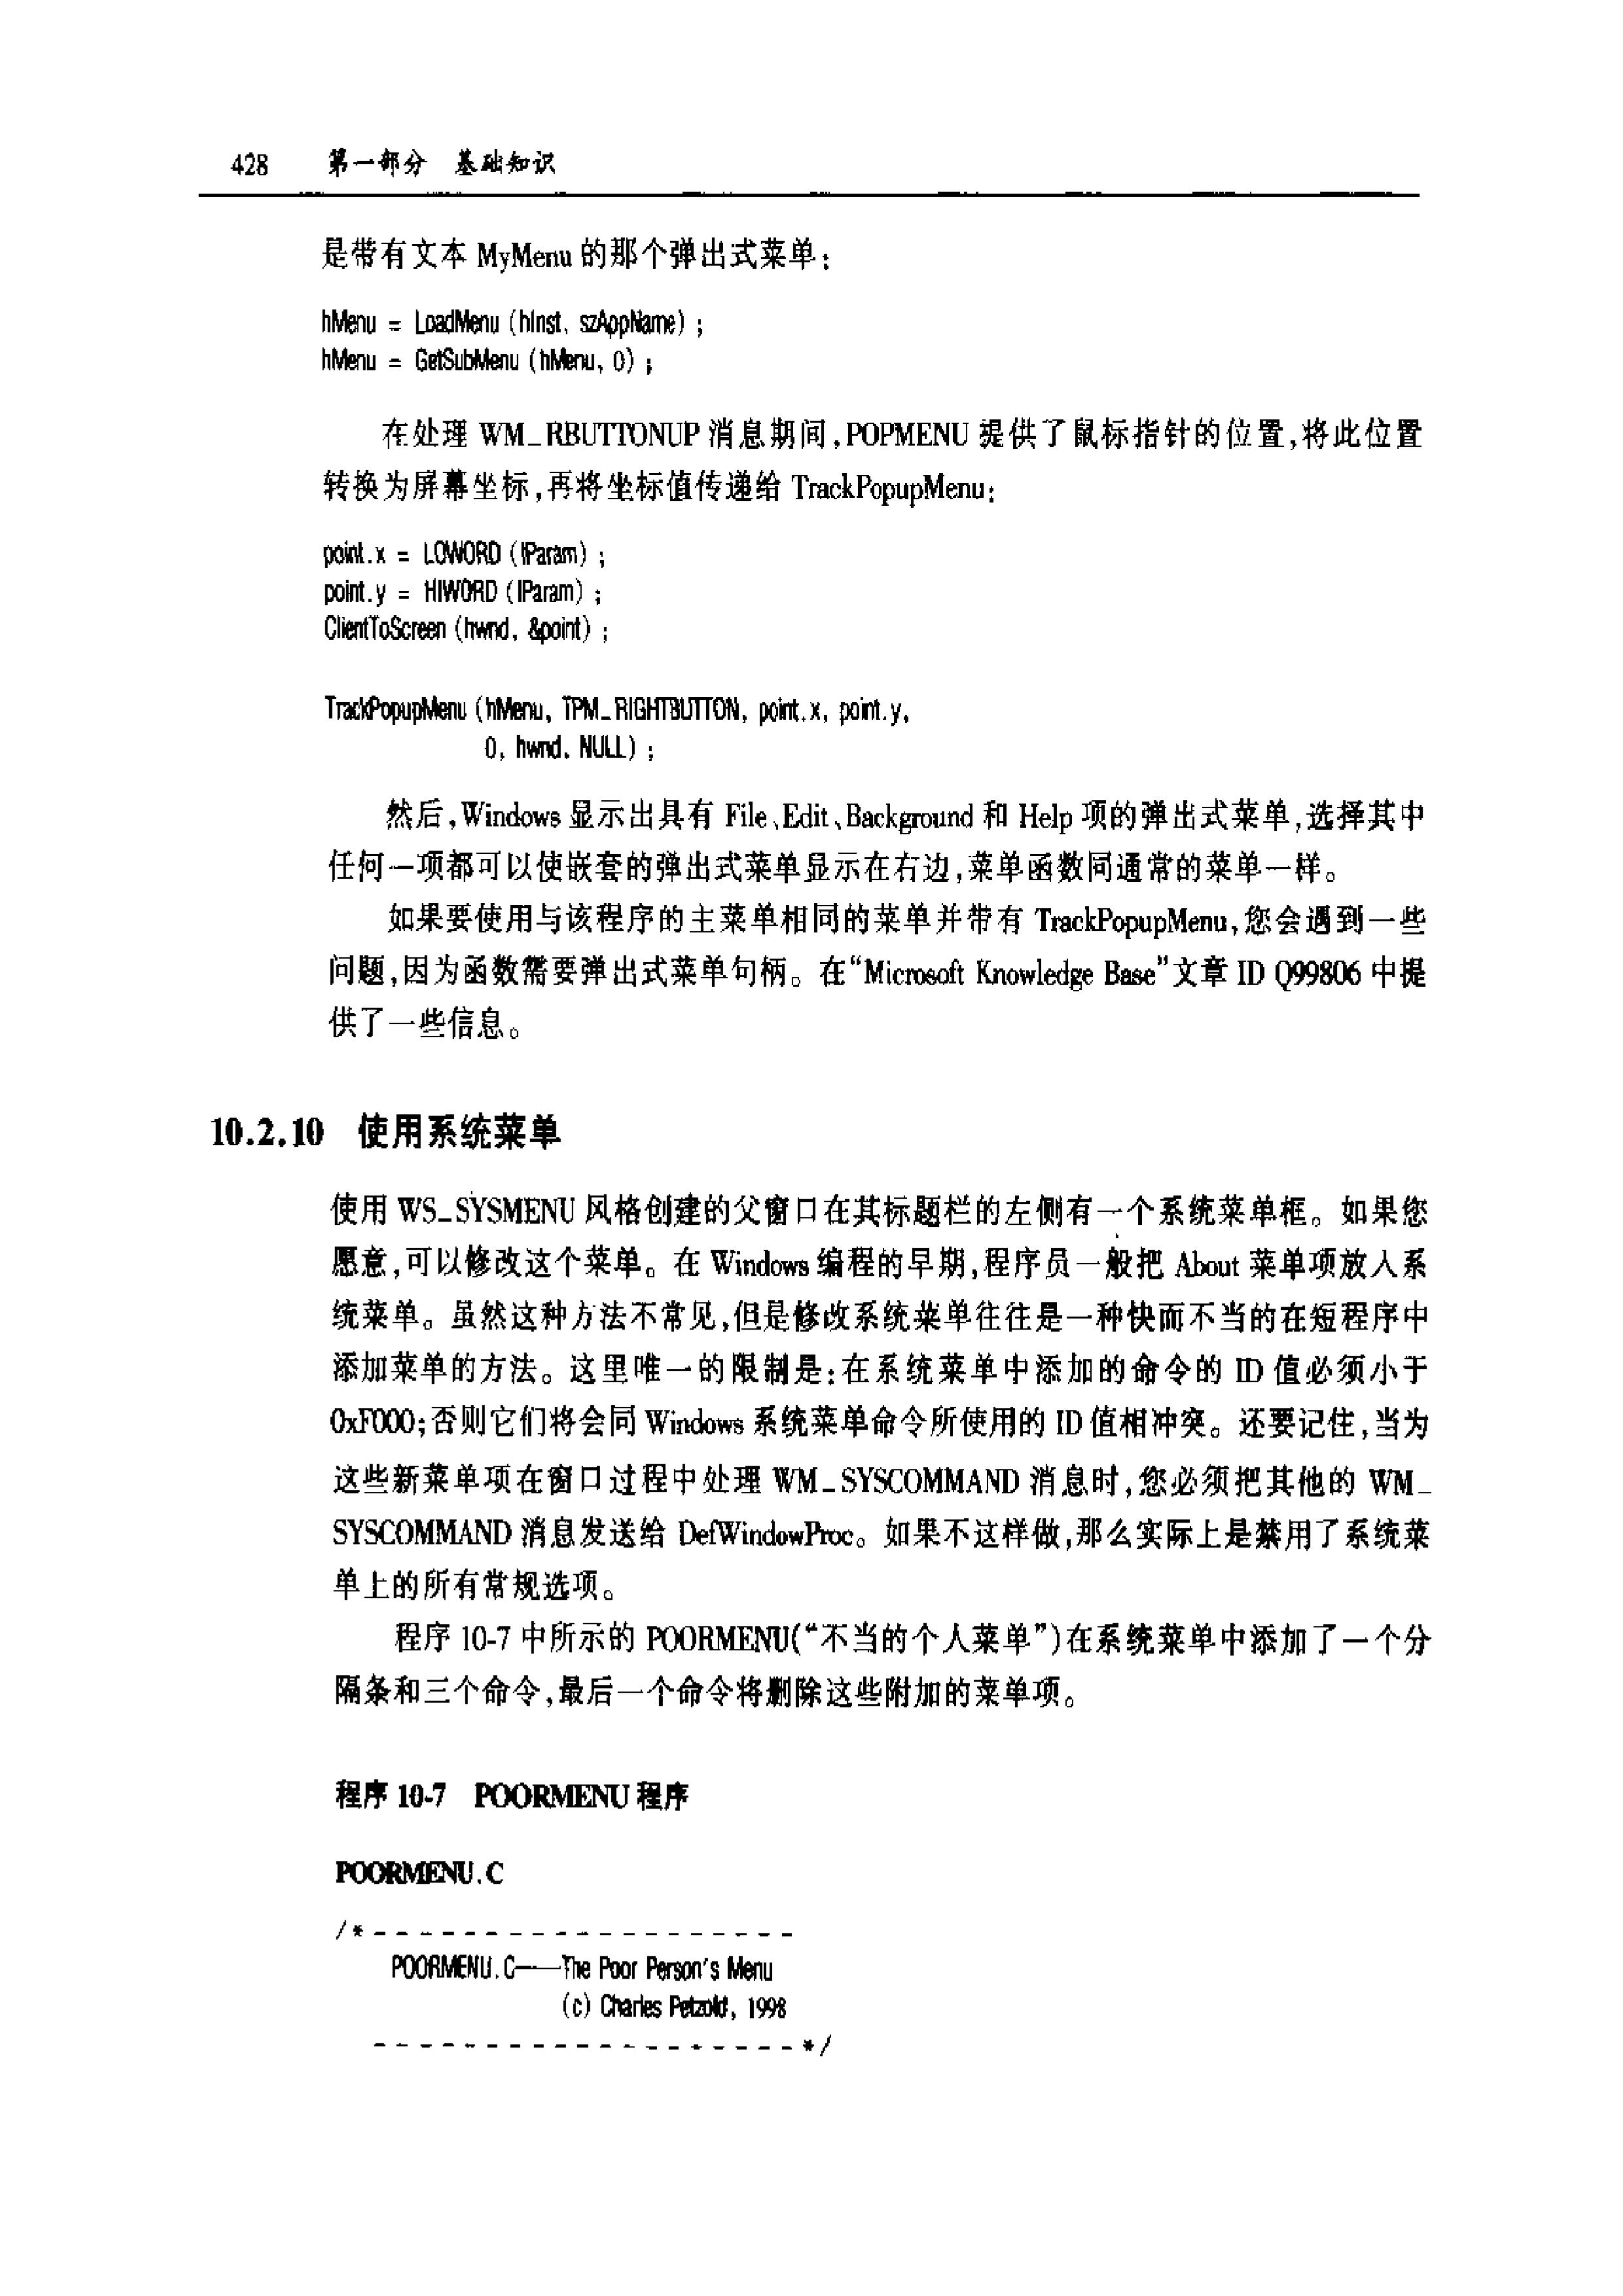 428 第一部分 基础知识
是带有文本 MyMenu 的那个弹出式菜单:
hMenu = LoadMenu (hInst, szAppName) ;
hMenu = GetSubMenu (hMenu, 0) ;
在处理 WM_RBUTTONUP 消息期间,POPMENU 提供了鼠标指针的位置,将此位置
转换为屏幕坐标,再将坐标值传递给 TrackPopupMenu:
point.x = LOWORD (lParam) ;
point.y = HIWORD (lParam) ;
ClientToScreen (hwnd, &point) ;
TrackPopupMenu (hMenu, TPM_RIGHTBUTTON, point.x, point.y,
0, hwnd, NULL) ;
然后,Windows 显示出具有 File、Edit、Background 和 Help 项的弹出式菜单,选择其中
任何一项都可以使嵌套的弹出式菜单显示在右边,菜单函数同通常的菜单一样。
如果要使用与该程序的主菜单相同的菜单并带有 TrackPopupMenu,您会遇到一些
问题,因为函数需要弹出式菜单句柄。在“Microsoft Knowledge Base”文章 ID Q99806 中提
供了一些信息。
10.2.10 使用系统菜单
使用 WS_SYSMENU 风格创建的父窗口在其标题栏的左侧有一个系统菜单框。如果您
愿意,可以修改这个菜单。在 Windows 编程的早期,程序员一般把 About 菜单项放入系
统菜单。虽然这种方法不常见,但是修改系统菜单往往是一种快而不当的在短程序中
添加菜单的方法。这里唯一的限制是:在系统菜单中添加的命令的 ID 值必须小于
0xF000;否则它们将会同 Windows 系统菜单命令所使用的 ID 值相冲突。还要记住,当为
这些新菜单项在窗口过程中处理 WM_SYSCOMMAND 消息时,您必须把其他的 WM_
SYSCOMMAND 消息发送给 DefWindowProc。如果不这样做,那么实际上是禁用了系统菜
单上的所有常规选项。
程序 10-7 中所示的 POORMENU(“不当的个人菜单”)在系统菜单中添加了一个分
隔条和三个命令,最后一个命令将删除这些附加的菜单项。
程序 10-7 POORMENU 程序
POORMENU.C
/* - - - - - - - - - - - - - - - - - - -
POORMENU.C——The Poor Person's Menu
(c) Charles Petzold, 1998
- - - - - - - - - - - - - - - - - - - */